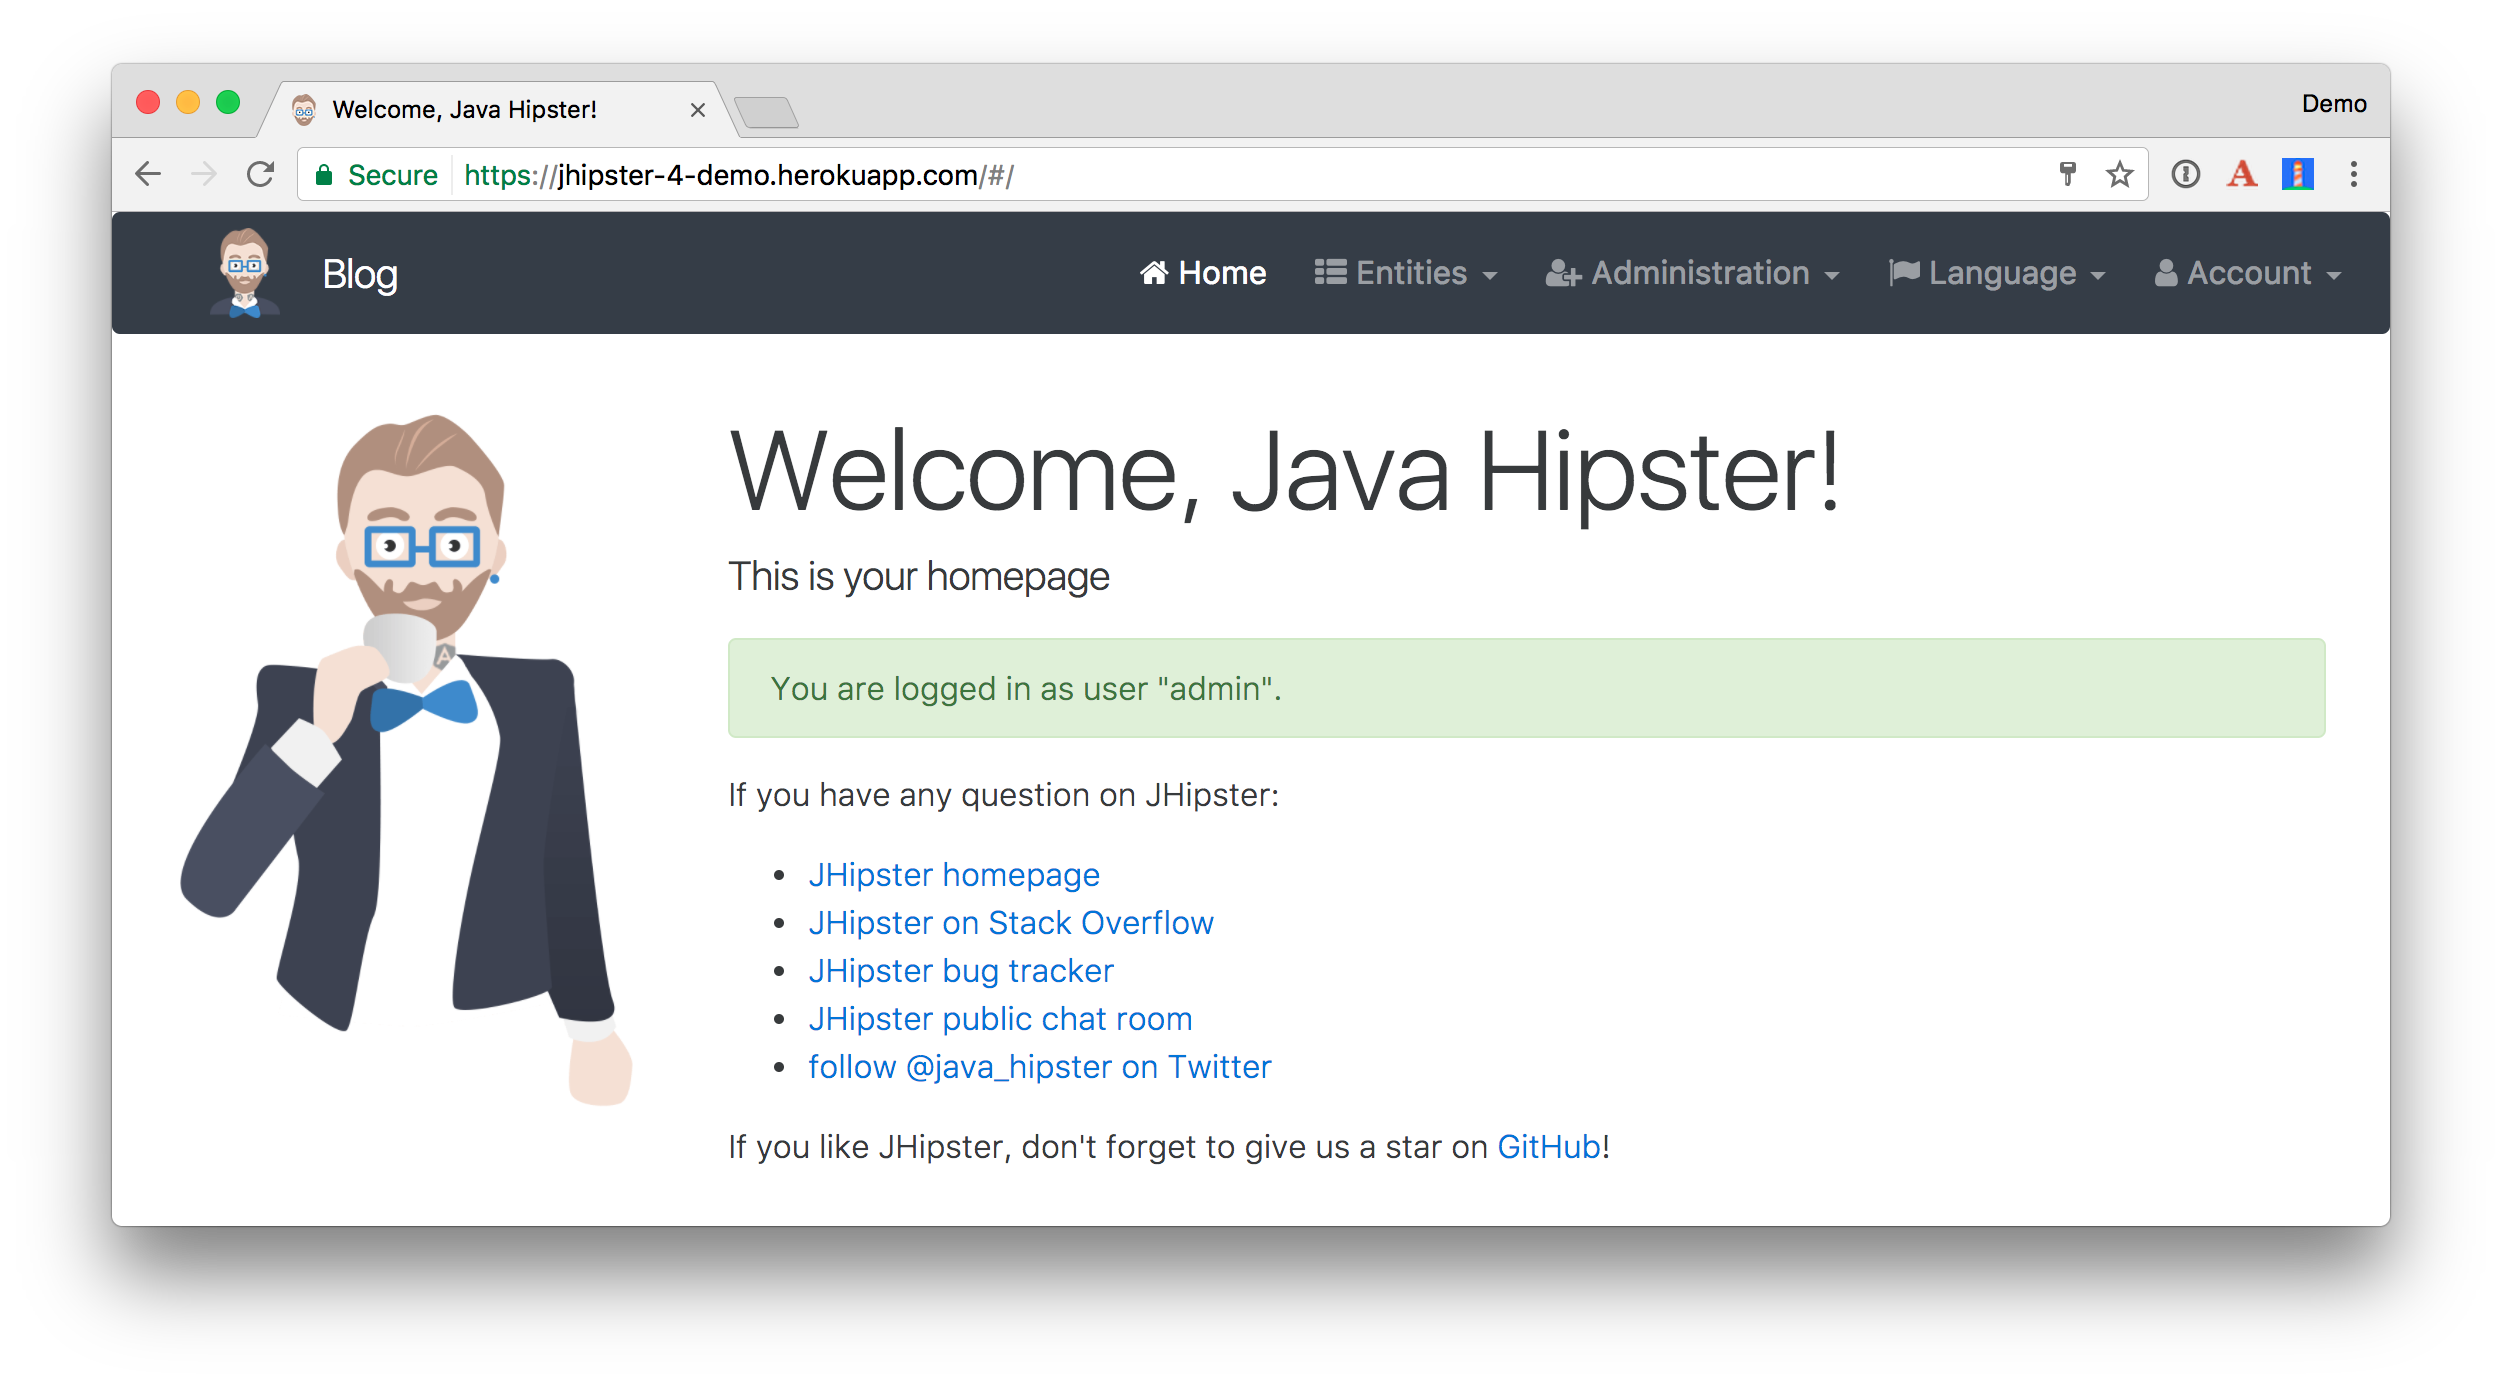 Welcome, Java Hipster!
Demo
Secure https://jhipster-4-demo.herokuapp.com/#/
A
Blog Home Entities Administration Language Account
Welcome, Java Hipster!
This is your homepage
A
You are logged in as user "admin".
If you have any question on JHipster:
JHipster homepage
JHipster on Stack Overflow
JHipster bug tracker
JHipster public chat room
follow @java_hipster on Twitter
If you like JHipster, don't forget to give us a star on GitHub!